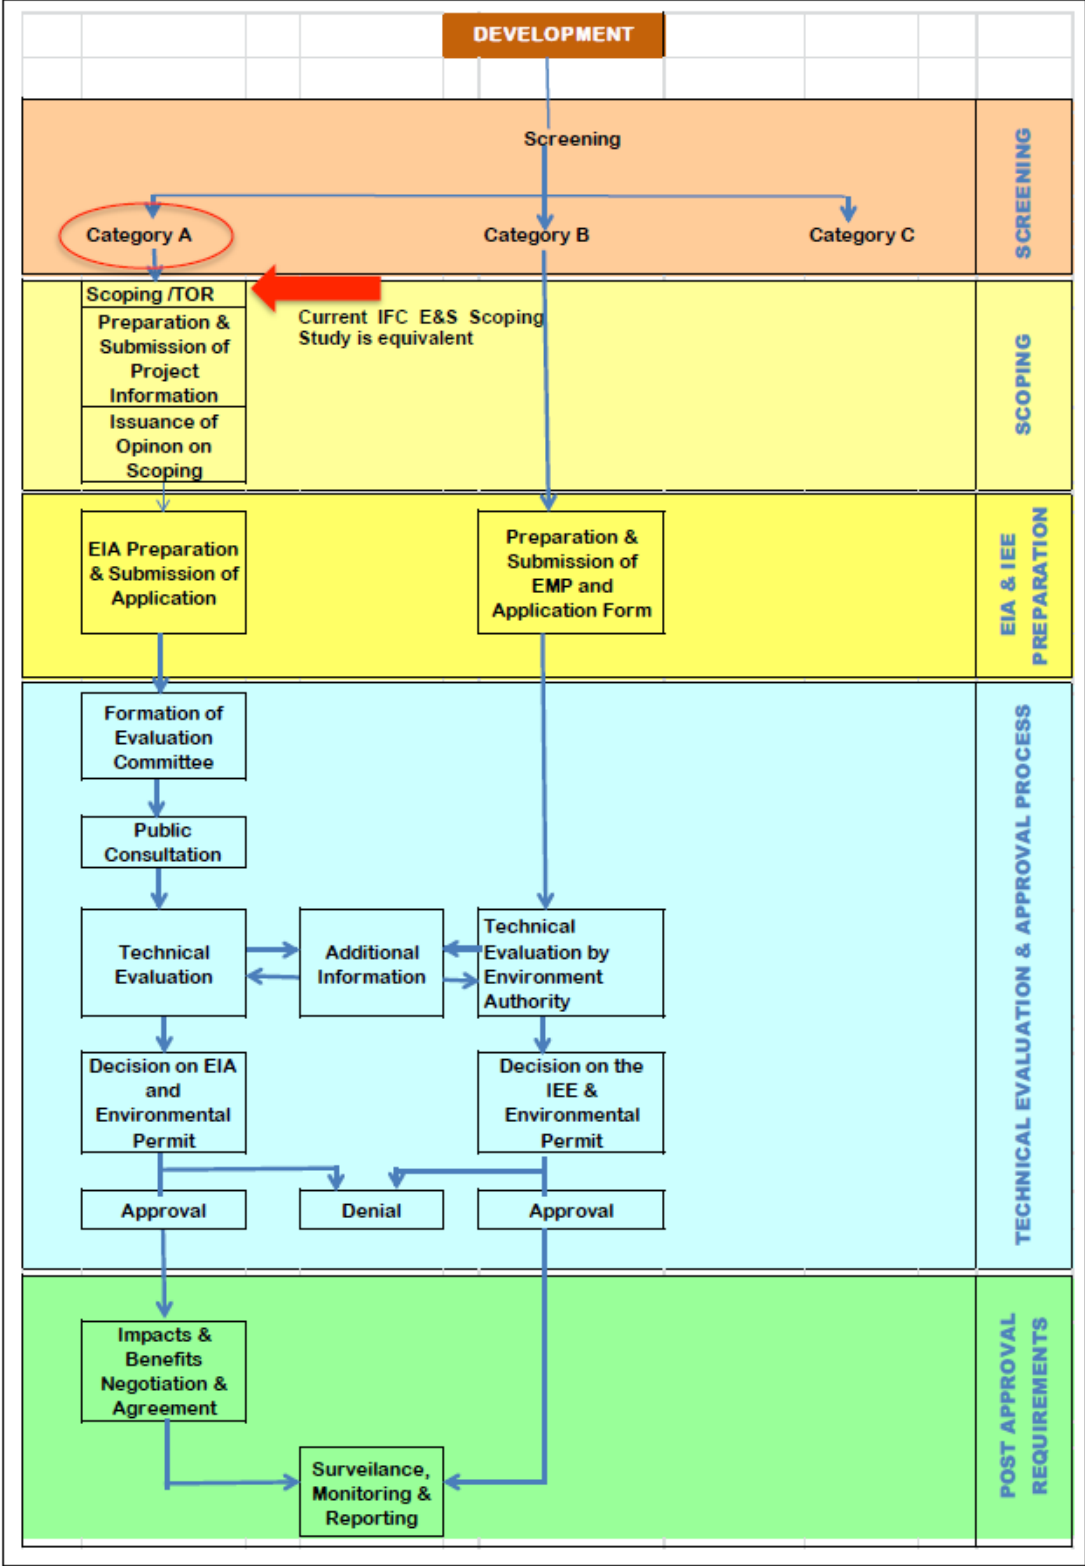 DEVELOPMENT
Screening
Category A
Category B
Category C
SCREENING
Scoping /TOR
Preparation &
Submission of
Project
Information
Issuance of
Opinon on
Scoping
Current IFC E&S Scoping
Study is equivalent
SCOPING
EIA Preparation
& Submission of
Application
Preparation &
Submission of
EMP and
Application Form
EIA & IEE
PREPARATION
Formation of
Evaluation
Committee
Public
Consultation
Technical
Evaluation
Additional
Information
Technical
Evaluation by
Environment
Authority
Decision on EIA
and
Environmental
Permit
Decision on the
IEE &
Environmental
Permit
Approval
Denial
Approval
TECHNICAL EVALUATION & APPROVAL PROCESS
Impacts &
Benefits
Negotiation &
Agreement
Surveilance,
Monitoring &
Reporting
POST APPROVAL
REQUIREMENTS